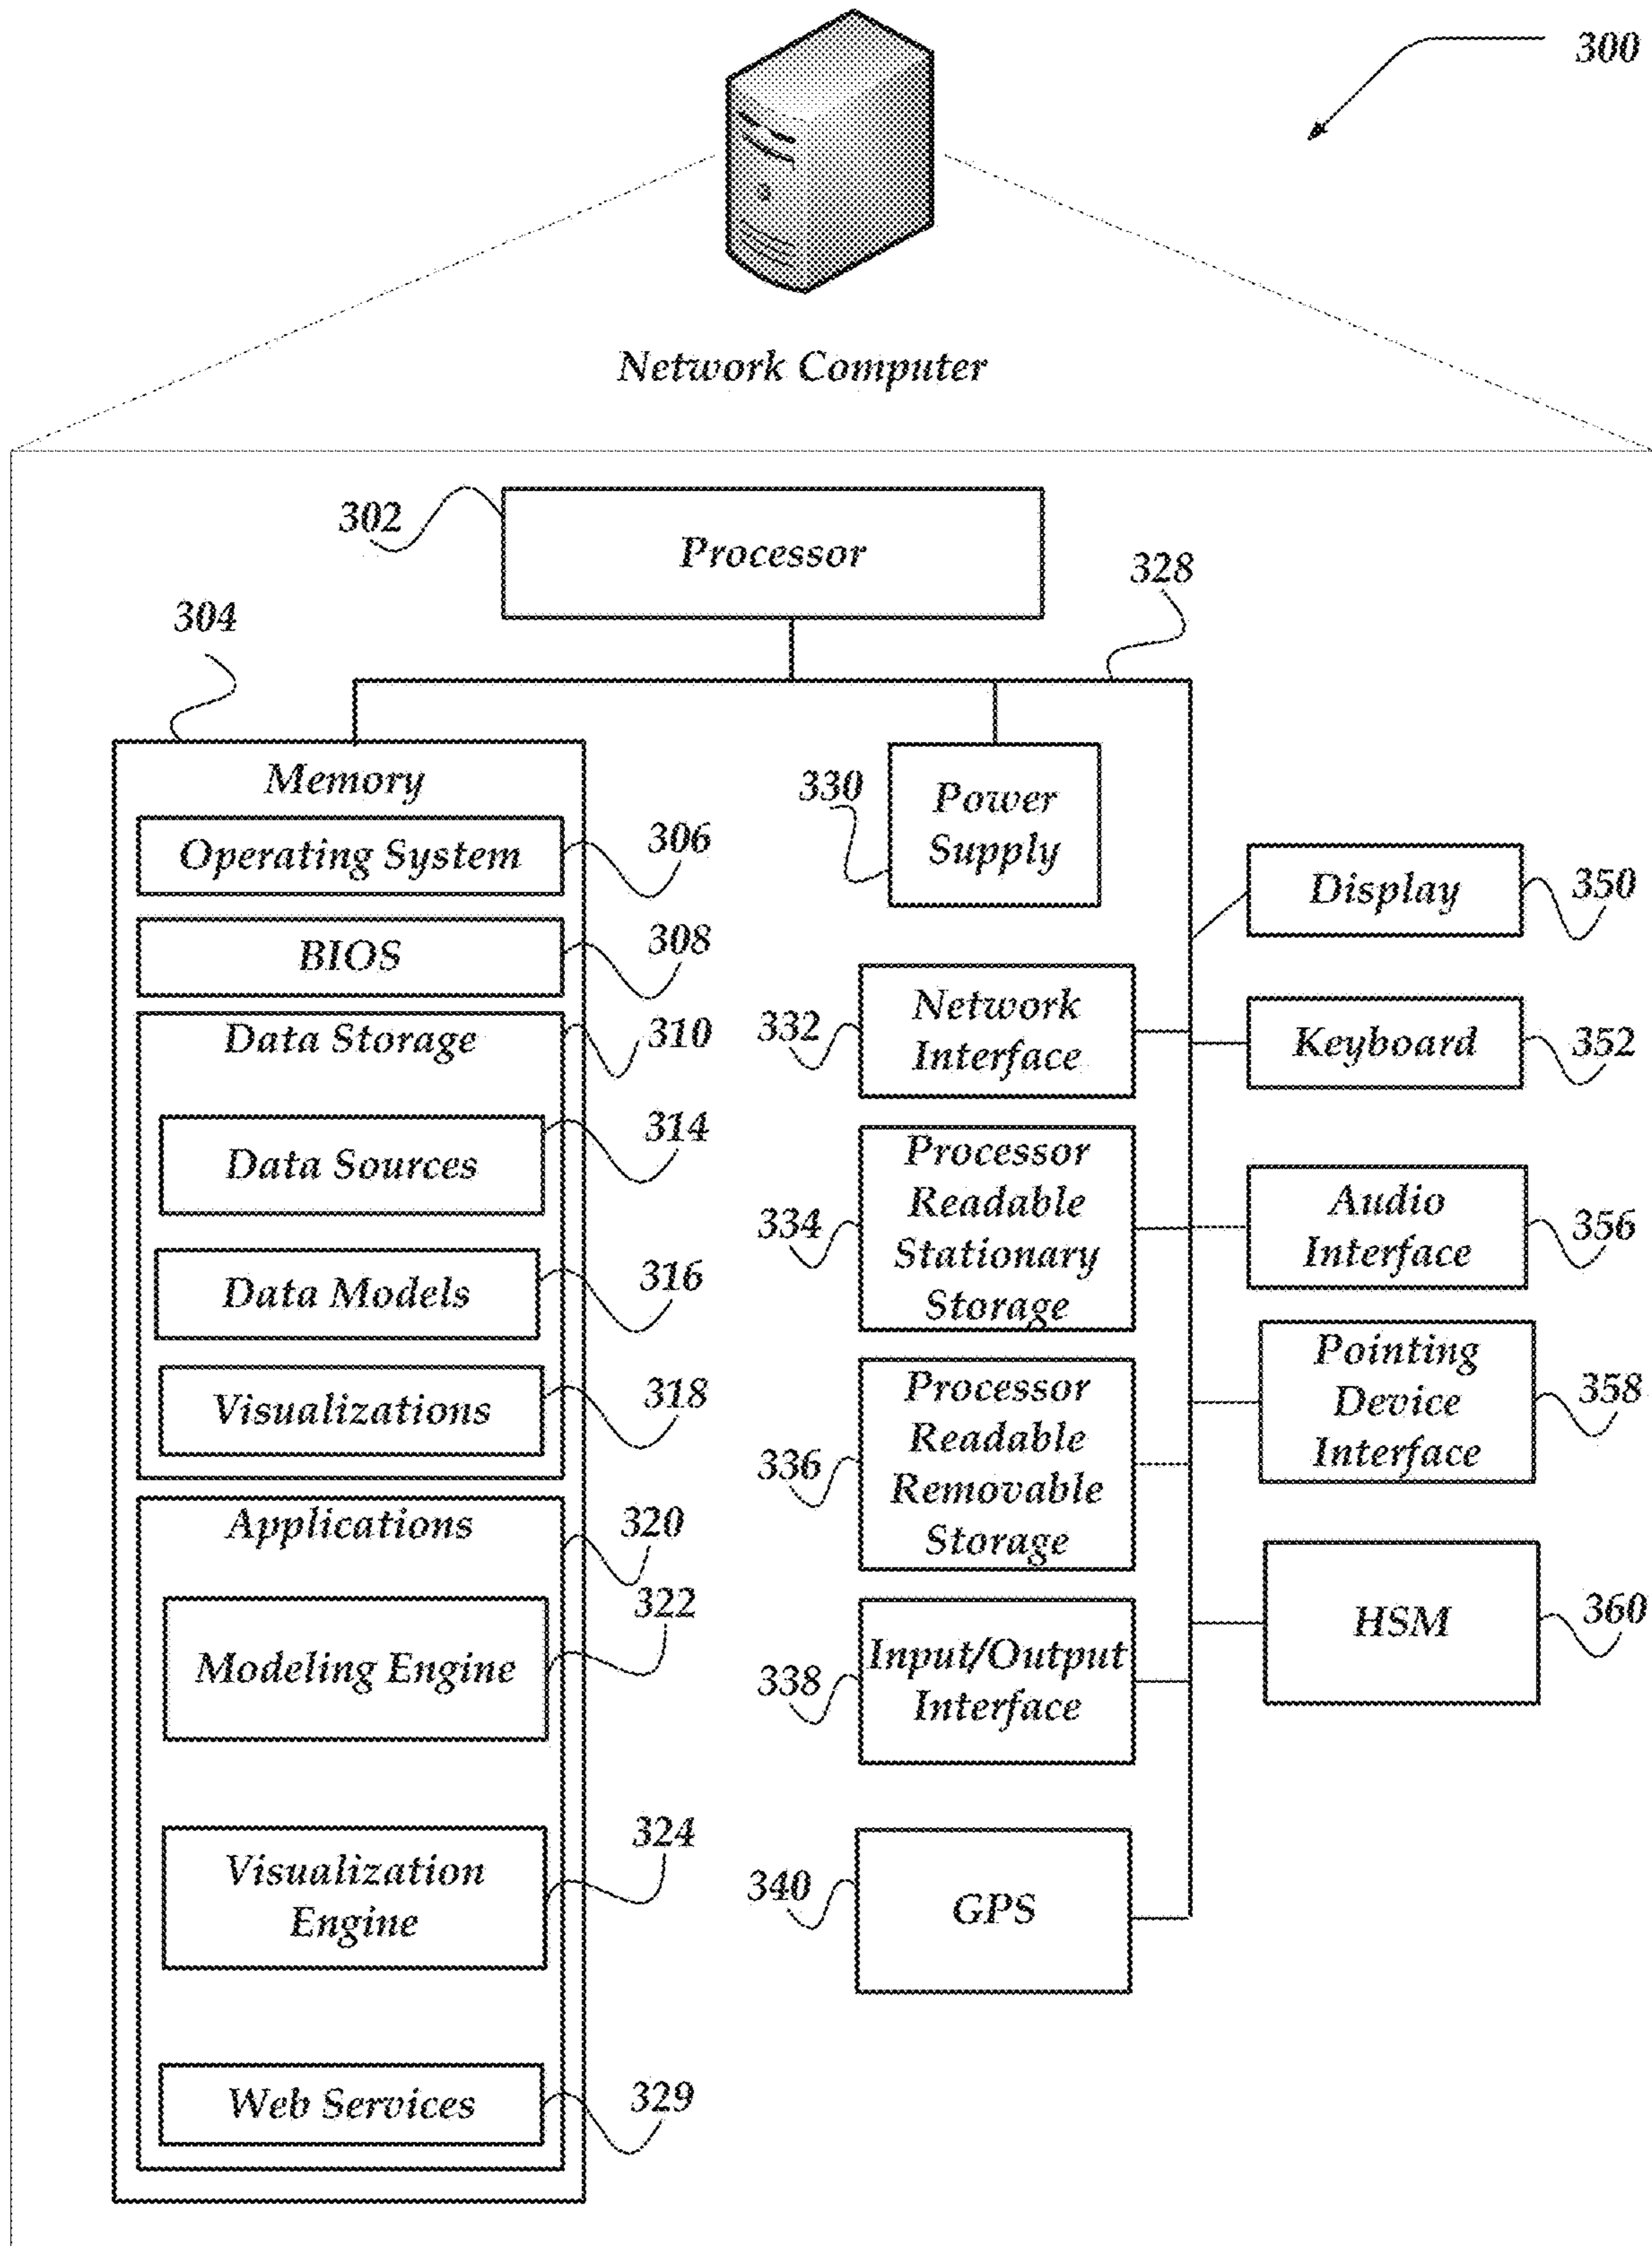 300
Network Computer
302
Processor
328
304
Memory
Operating System
306
BIOS
308
Data Storage
310
Data Sources
314
Data Models
316
Visualizations
318
Applications
320
Modeling Engine
322
Visualization
Engine
324
Web Services
329
330
Power
Supply
332
Network
Interface
334
Processor
Readable
Stationary
Storage
336
Processor
Readable
Removable
Storage
338
Input/Output
Interface
340
GPS
Display
350
Keyboard
352
Audio
Interface
356
Pointing
Device
Interface
358
HSM
360